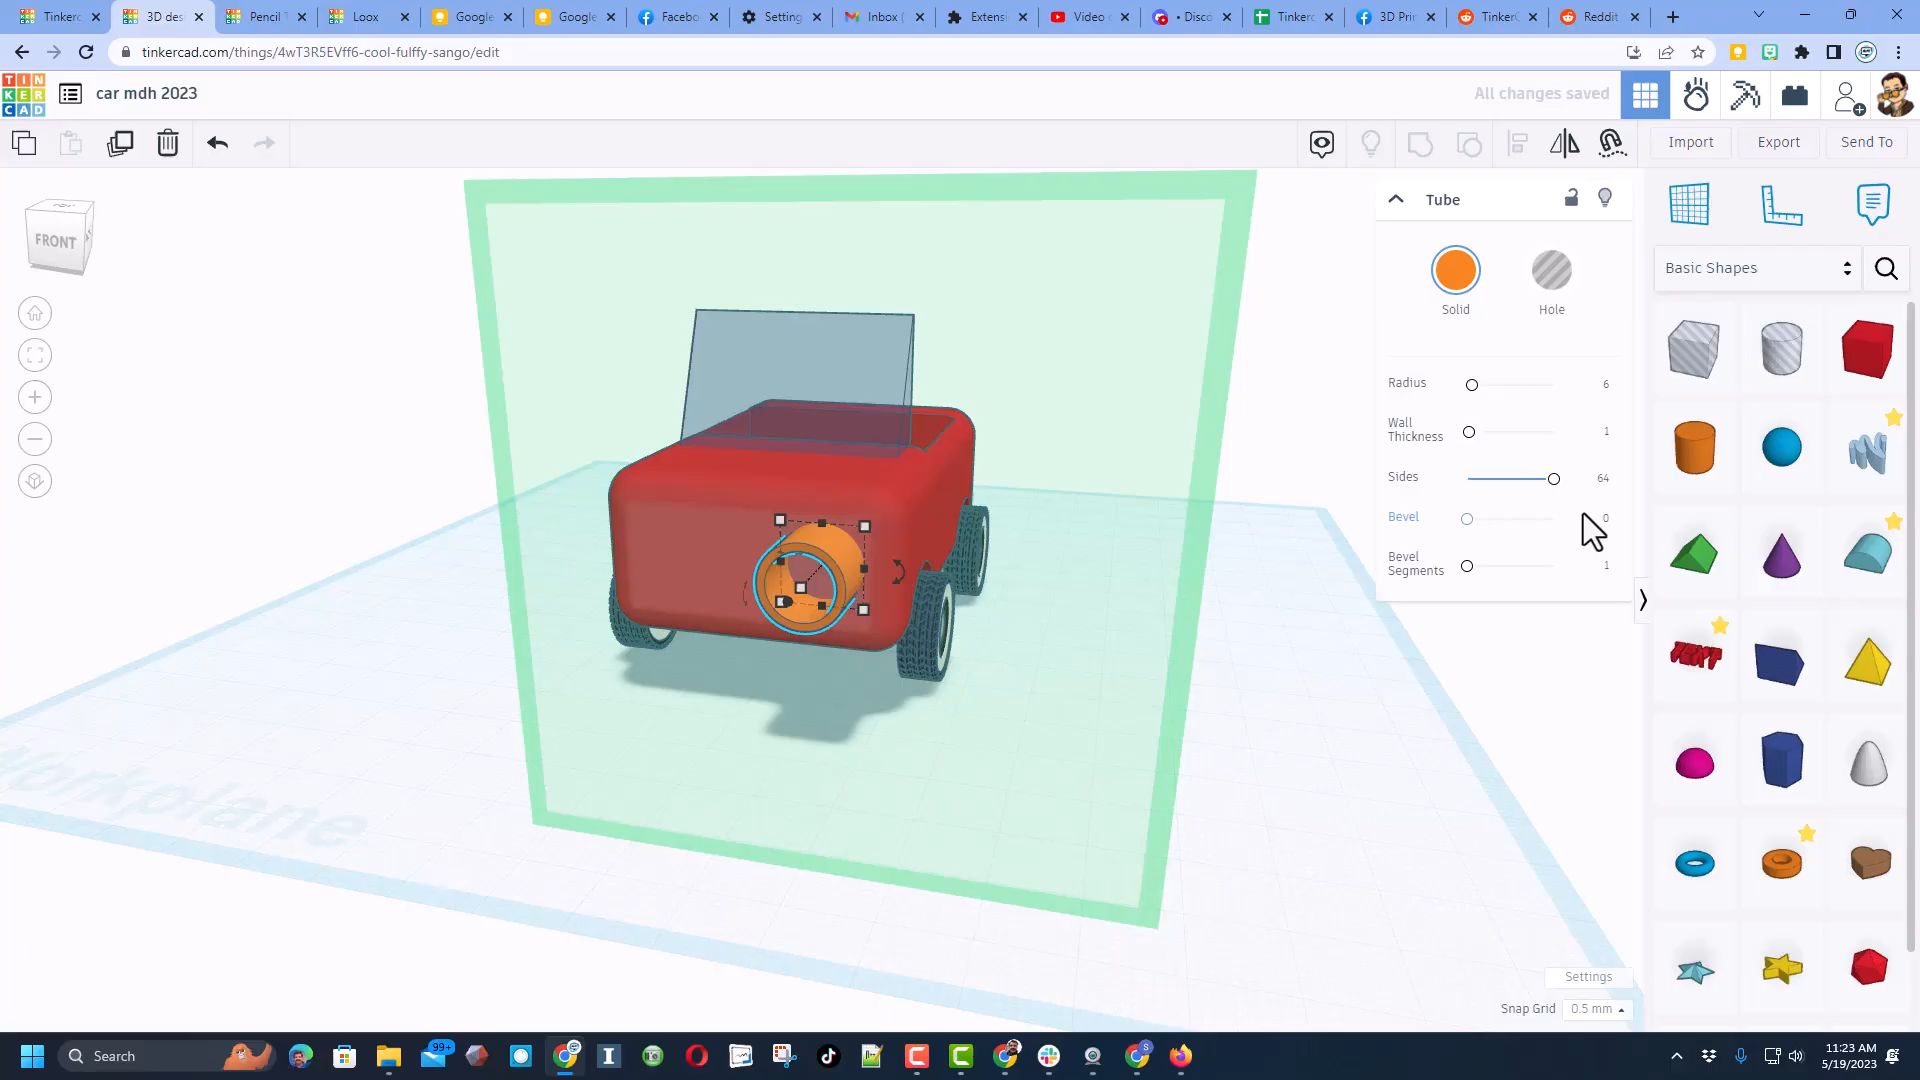 Tinkerc
3D des
Pencil T
Loox
Google
Google
Facebo
Setting
Inbox (
Extensi
Video
Disco
Tinkerc
3D Prin
TinkerC
Reddit
tinkercad.com/things/4wT3R5EVff6-cool-fulffy-sango/edit
TIN
KER
CAD
car mdh 2023
All changes saved
Import
Export
Send To
TOP
FRONT
Tube
Solid
Hole
Radius 6
Wall
Thickness 1
Sides 64
Bevel 0
Bevel
Segments 1
Basic Shapes
TEXT
Workplane
Settings
Snap Grid 0.5 mm
Search
99+
S
11:23 AM
5/19/2023